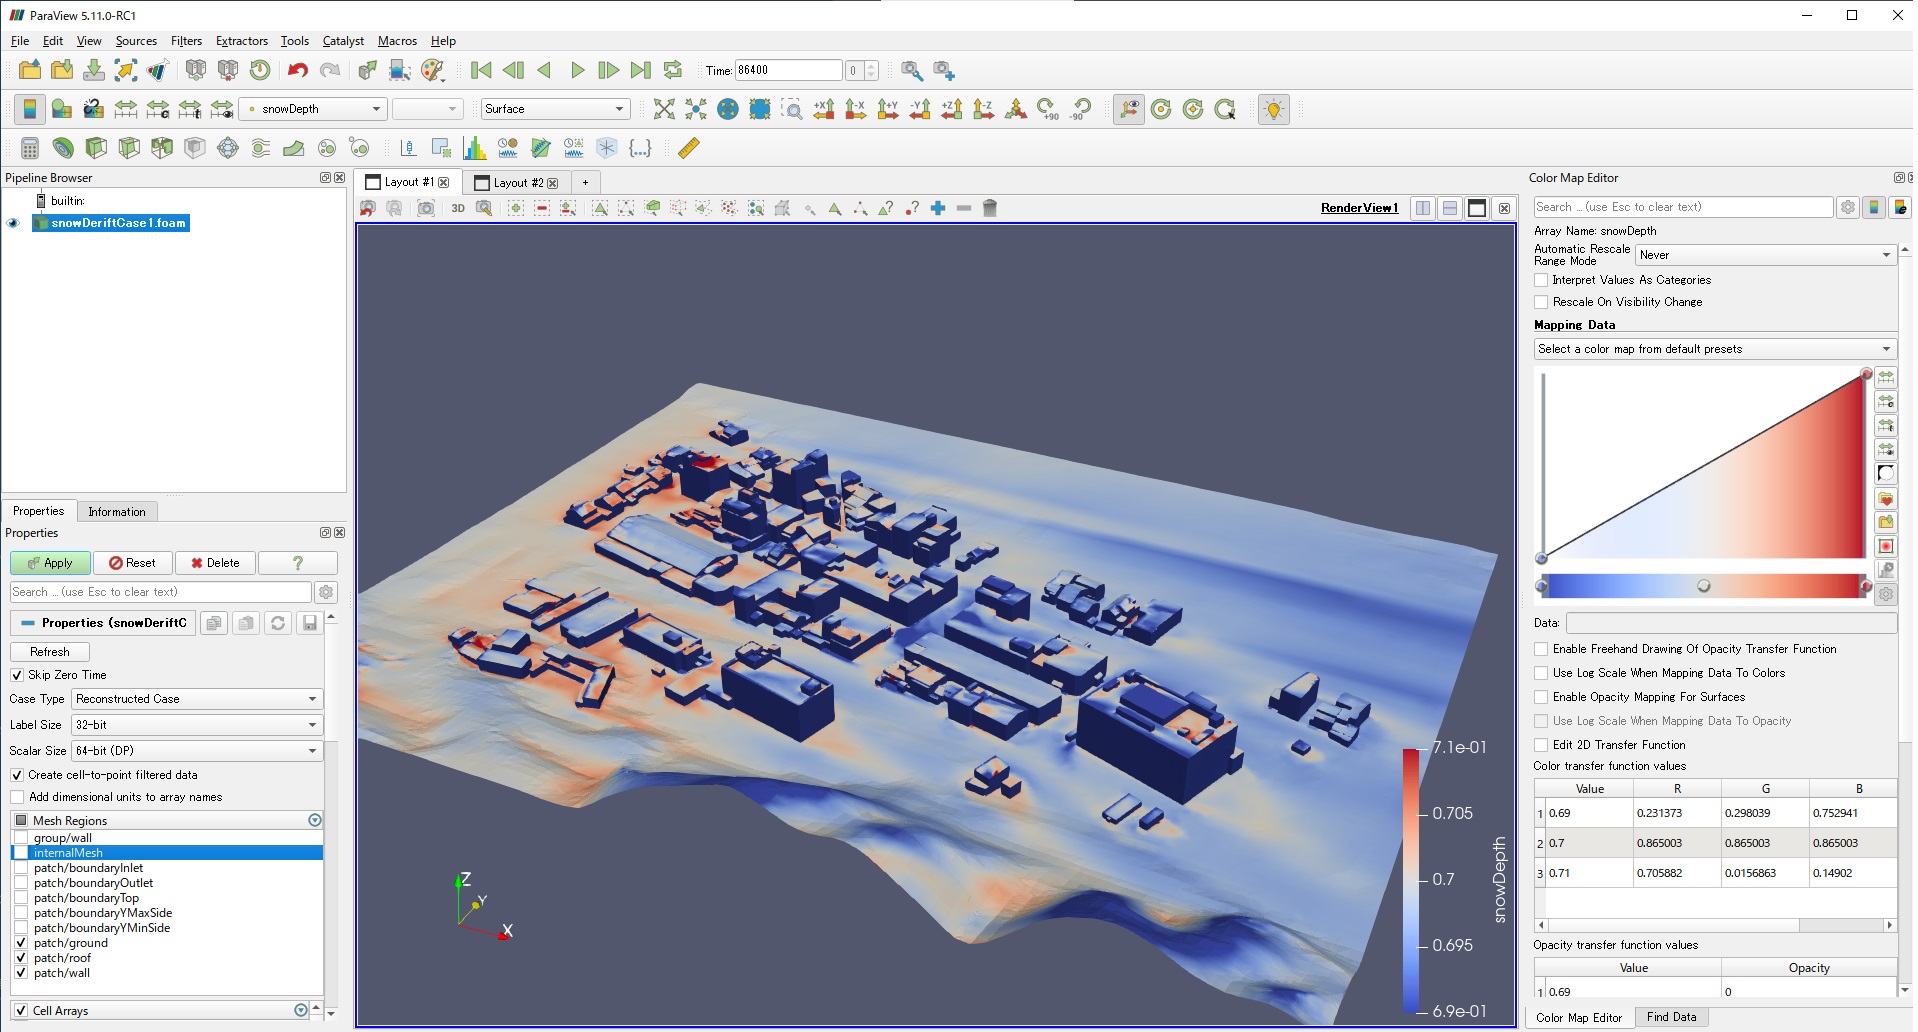 ParaView 5.11.0-RC1
File Edit View Sources Filters Extractors Tools Catalyst Macros Help
Time: 86400 0
snowDepth Surface +X -X +Y -Y +Z -Z +90 -90
Pipeline Browser
builtin:
snowDeriftCase1.foam
Properties Information
Properties
Apply Reset Delete ?
Search ... (use Esc to clear text)
Properties (snowDeriftC
Refresh
Skip Zero Time
Case Type Reconstructed Case
Label Size 32-bit
Scalar Size 64-bit (DP)
Create cell-to-point filtered data
Add dimensional units to array names
Mesh Regions
group/wall
internalMesh
patch/boundaryInlet
patch/boundaryOutlet
patch/boundaryTop
patch/boundaryYMaxSide
patch/boundaryYMinSide
patch/ground
patch/roof
patch/wall
Cell Arrays
Layout #1 Layout #2 +
3D RenderView1
Z
Y
X
7.1e-01
0.705
0.7
0.695
6.9e-01
snowDepth
Color Map Editor
Search ... (use Esc to clear text)
Array Name: snowDepth
Automatic Rescale
Range Mode Never
Interpret Values As Categories
Rescale On Visibility Change
Mapping Data
Select a color map from default presets
Data:
Enable Freehand Drawing Of Opacity Transfer Function
Use Log Scale When Mapping Data To Colors
Enable Opacity Mapping For Surfaces
Use Log Scale When Mapping Data To Opacity
Edit 2D Transfer Function
Color transfer function values
Value R G B
1 0.69 0.231373 0.298039 0.752941
2 0.7 0.865003 0.865003 0.865003
3 0.71 0.705882 0.0156863 0.14902
Opacity transfer function values
Value Opacity
1 0.69 0
Color Map Editor Find Data